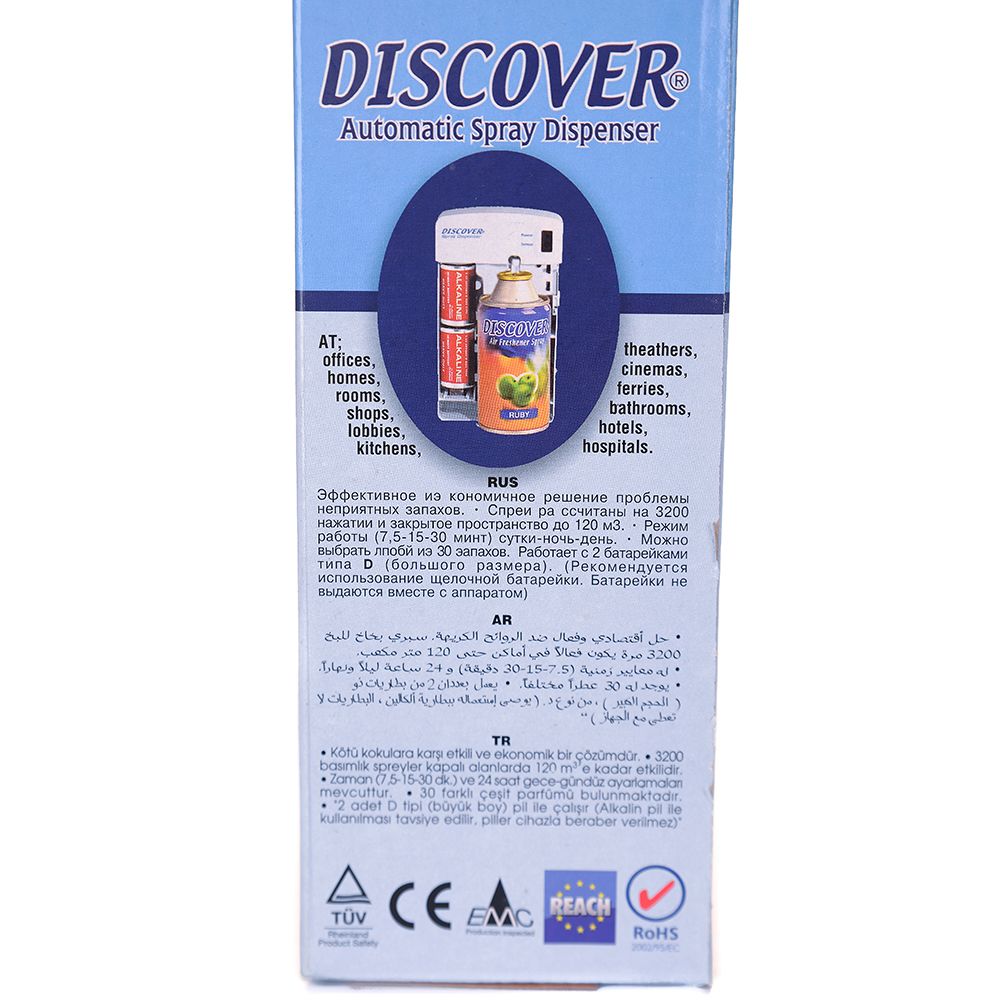 DISCOVER®
Automatic Spray Dispenser
DISCOVER®
Spray Dispenser
ALKALINE
ALKALINE
DISCOVER
Air Freshener Spray
RUBY
AT;
offices,
homes,
rooms,
shops,
lobbies,
kitchens,
theathers,
cinemas,
ferries,
bathrooms,
hotels,
hospitals.
RUS
Эффективное иэ кономичное решение проблемы
неприятных запахов. · Спреи ра ссчитаны на 3200
нажатии и закрытое пространство до 120 м3. · Режим
работы (7,5-15-30 минт) сутки-ночь-день. · Можно
выбрать лпобй иэ 30 эапахов. Работает с 2 батарейками
типа D (большого размера). (Рекомендуется
использование щелочной батарейки. Батарейки не
выдаются вместе с аппаратом)
AR
• حل أقتصادي وفعال ضد الروائح الكريهة. سبري بخاخ للبخ
3200 مرة يكون فعالاً في أماكن حتى 120 متر مكعب.
• له معايير زمنية (7.5-15-30 دقيقة) و 24 ساعة ليلاً ونهاراً.
• يوجد له 30 عطراً مختلفاً. • يعمل بعددان 2 من بطاريات ذو
( الحجم الكبير ) ، من نوع د. ( يوصى إستعماله ببطارية ألكالين ، البطاريات لا
تعطى مع الجهاز ) "
TR
• Kötü kokulara karşı etkili ve ekonomik bir çözümdür. • 3200
basımlık spreyler kapalı alanlarda 120 m³'e kadar etkilidir.
• Zaman (7,5-15-30 dk.) ve 24 saat gece-gündüz ayarlamaları
mevcuttur. • 30 farklı çeşit parfümü bulunmaktadır.
• "2 adet D tipi (büyük boy) pil ile çalışır (Alkalin pil ile
kullanılması tavsiye edilir, piller cihazla beraber verilmez)"
TÜV
Rheinland
Product Safety
CE
EMC
Production Inspected
REACH
RoHS
2002/95/EC